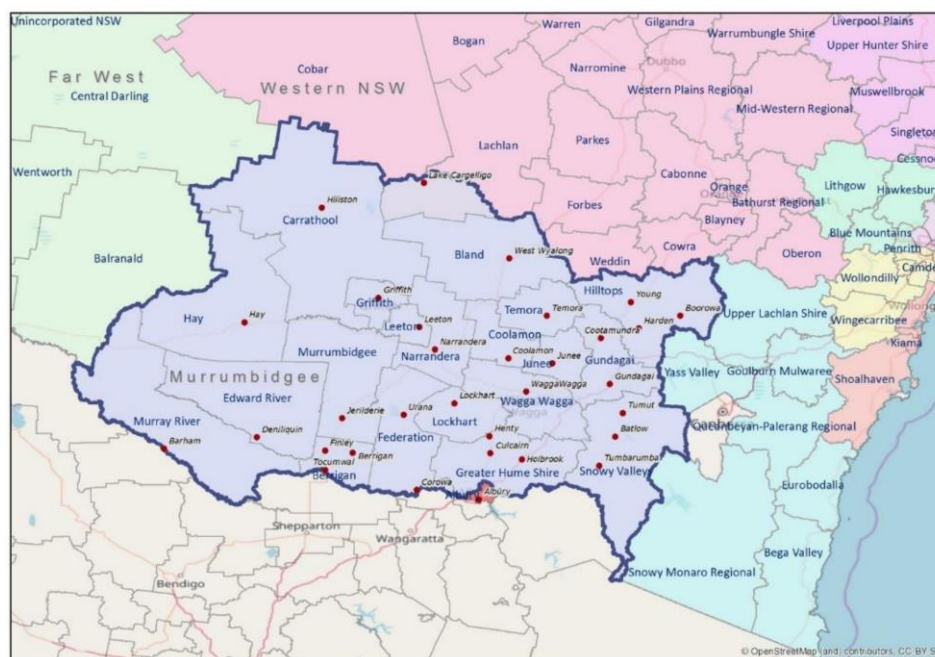 Unincorporated NSW
Warren
Gilgandra
Liverpool Plains
Bogan
Warrumbungle Shire
Upper Hunter Shire
Cobar
Narromine
Dubbo
Far West
Western NSW
Western Plains Regional
Muswellbrook
Central Darling
Mid-Western Regional
Singleton
Lachlan
Parkes
Wentworth
Lake Cargelligo
Cabonne
Orange
Lithgow
Hawkesbu
Hillston
Forbes
Bathurst Regional
Carrathool
Blayney
Blue Mountains
Bland
West Wyalong
Cowra
Oberon
Penrith
Balranald
Weddin
Camde
Wollondilly
Griffith
Hilltops
Young
Griffith
Boorowa
Wollong
Hay
Hay
Leeton
Temora
Temora
Upper Lachlan Shire
Wingecarribee
Leeton
Coolamon
Cootamundra
Harden
Kiama
Narrandera
Murrumbidgee
Narrandera
Coolamon
Junee
Junee
Gundagai
Yass Valley
Goulburn Mulwaree
Shoalhaven
Murrumbidgee
Gundagai
Edward River
WaggaWagga
Lockhart
Wagga Wagga
Murray River
Jerilderie
Urana
Lockhart
Tumut
Queanbeyan-Palerang Regional
Deniliquin
Federation
Henty
Batlow
Barham
Finley
Culcairn
Berrigan
Holbrook
Tumbarumba
Tocumwal
Berrigan
Greater Hume Shire
Snowy Valley
Eurobodalla
Corowa
Albury
Albury
Shepparton
Wangaratta
Bega Valley
Bendigo
Snowy Monaro Regional
© OpenStreetMap (and) contributors, CC-BY-S